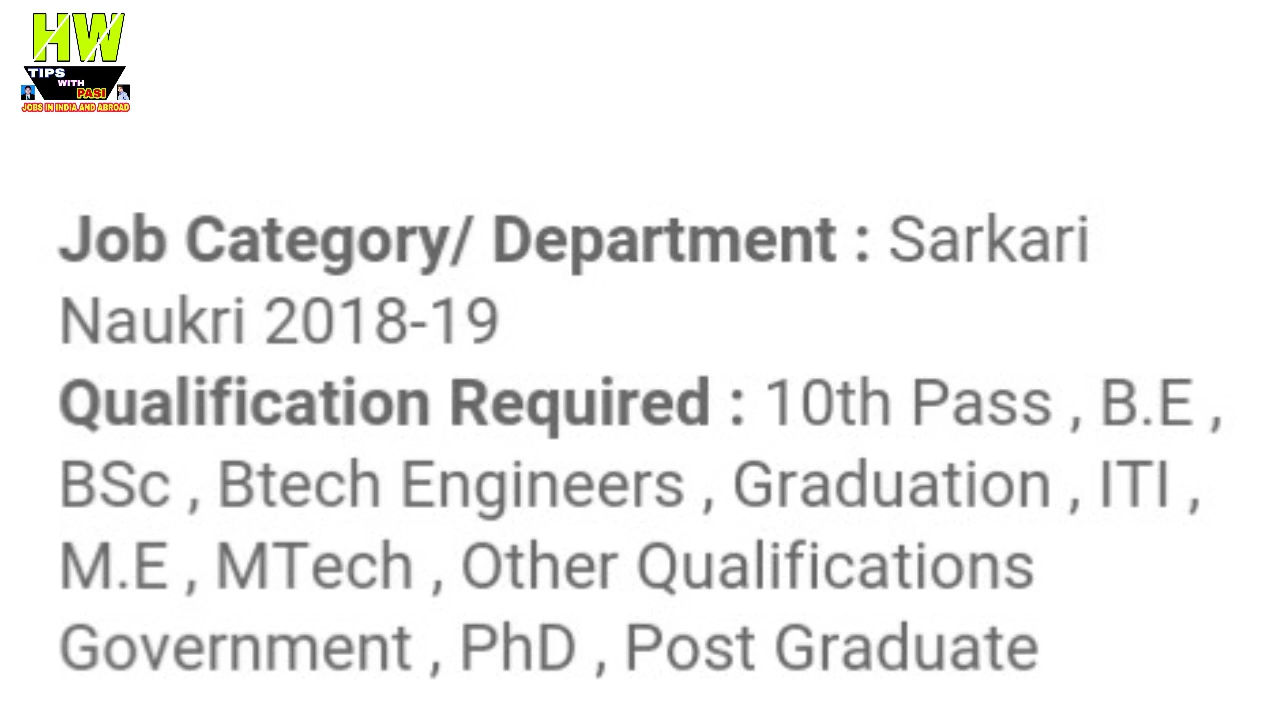 HW
TIPS
WITH
PASI
JOBS IN INDIA AND ABROAD
Job Category/ Department : Sarkari
Naukri 2018-19
Qualification Required : 10th Pass , B.E ,
BSc , Btech Engineers , Graduation , ITI ,
M.E , MTech , Other Qualifications
Government , PhD , Post Graduate